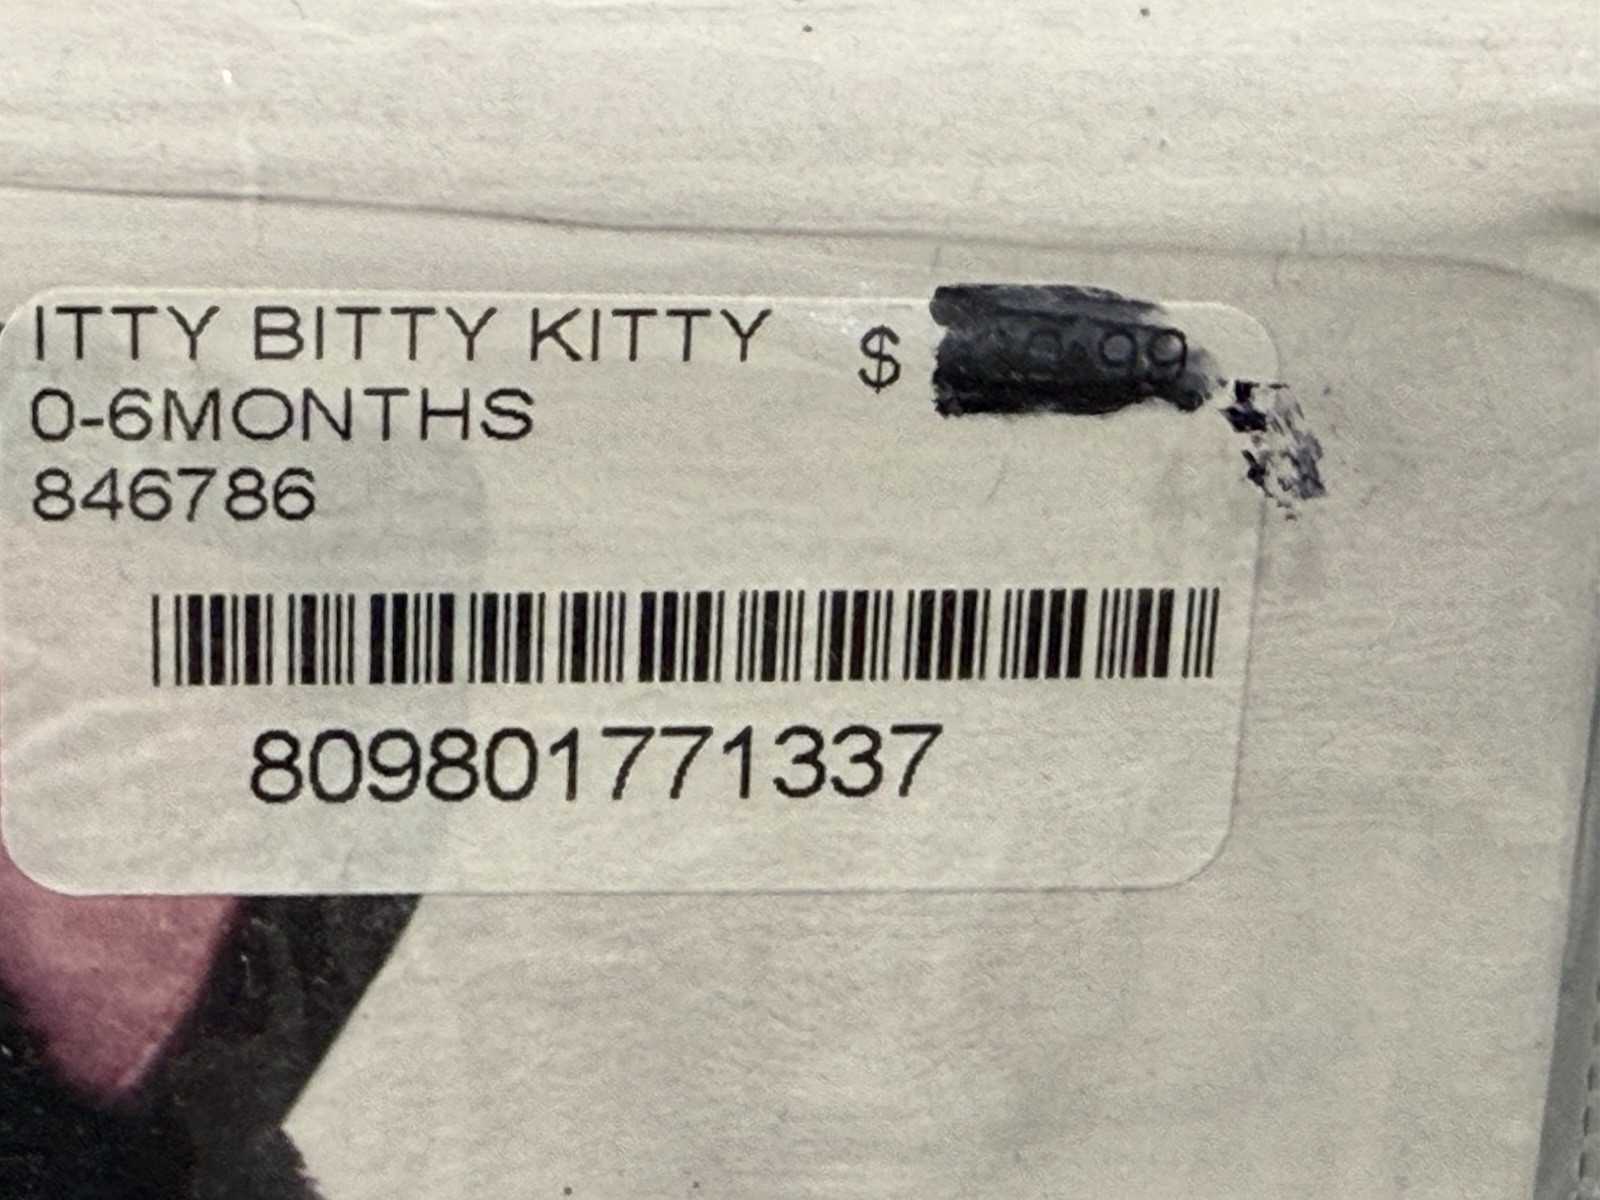 ITTY BITTY KITTY
$
0-6MONTHS
846786
809801771337